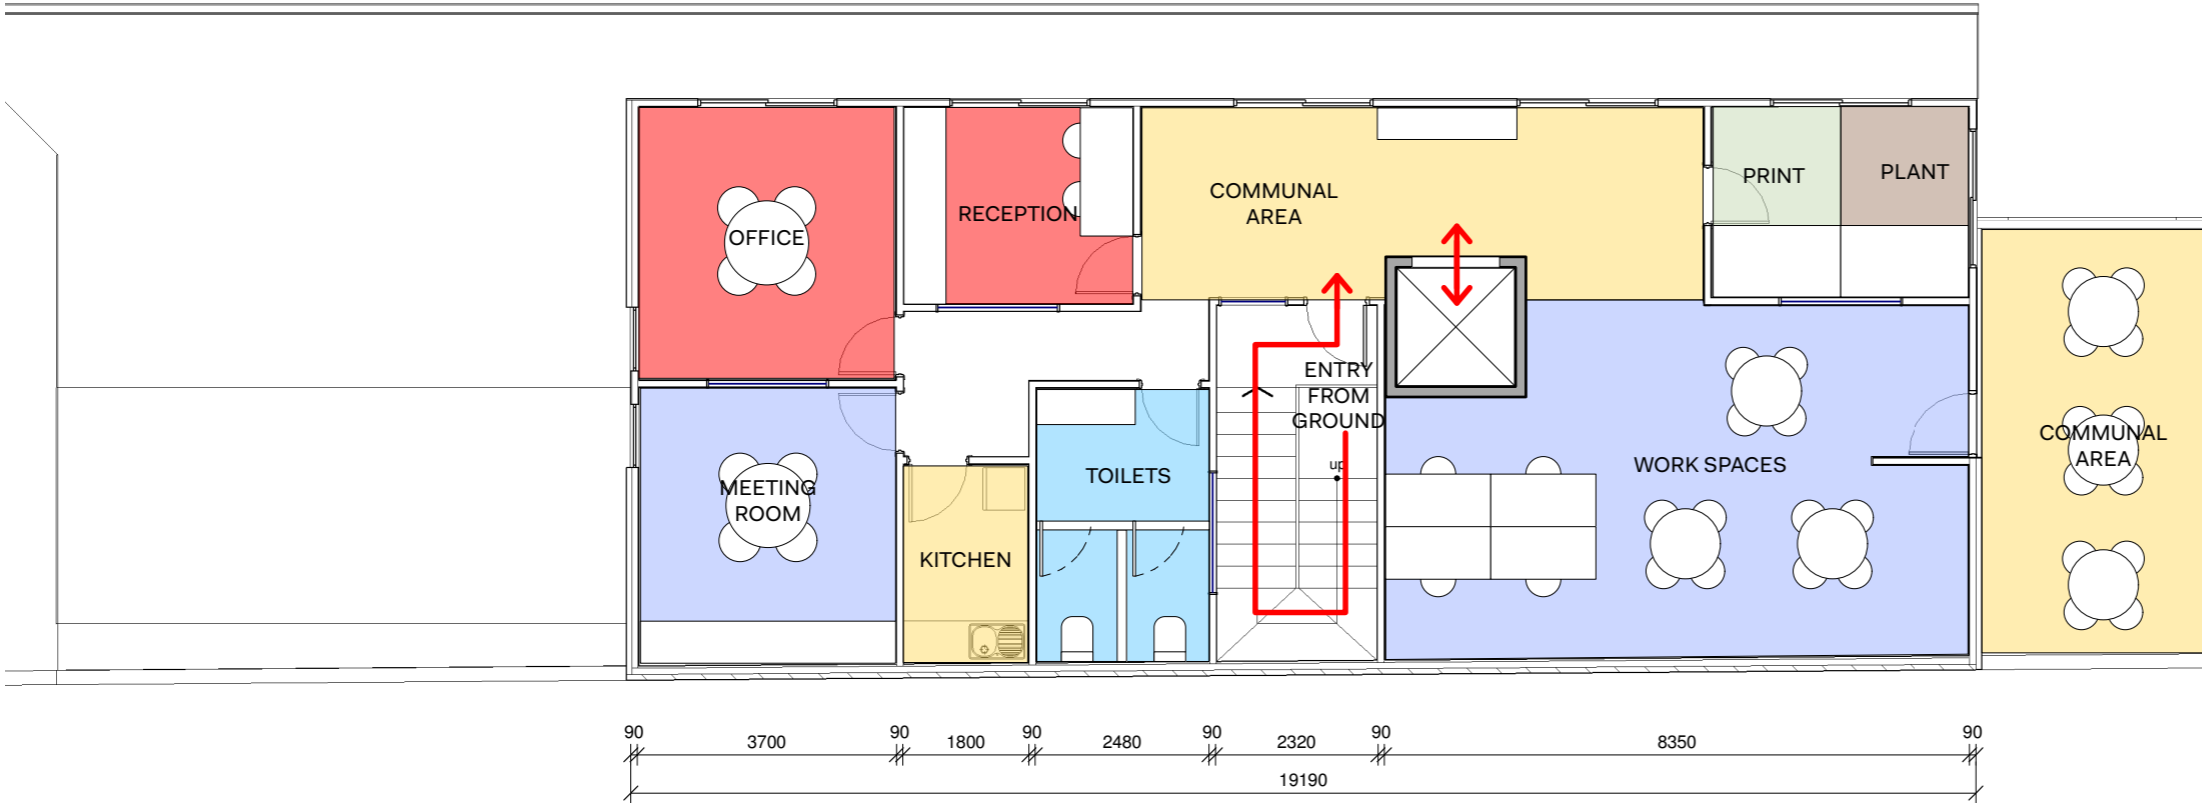 PRINT
PLANT
COMMUNAL
AREA
RECEPTION
OFFICE
ENTRY
FROM
GROUND
COMMUNAL
AREA
WORK SPACES
up
TOILETS
MEETING
ROOM
KITCHEN
90 3700 90 1800 90 2480 90 2320 90 8350 90
19190